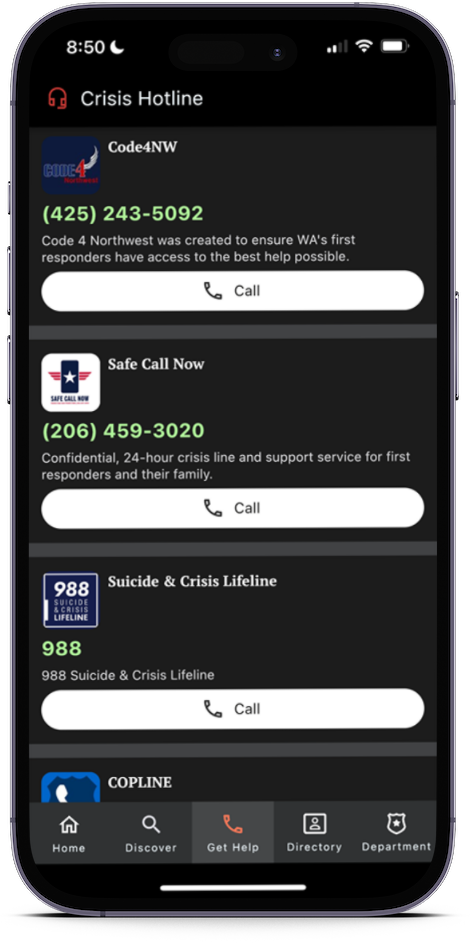 8:50
Crisis Hotline
CODE4
northwest
Code4NW
(425) 243-5092
Code 4 Northwest was created to ensure WA's first
responders have access to the best help possible.
Call
SAFE CALL NOW
Safe Call Now
(206) 459-3020
Confidential, 24-hour crisis line and support service for first
responders and their family.
Call
988
SUICIDE
& CRISIS
LIFELINE
Suicide & Crisis Lifeline
988
988 Suicide & Crisis Lifeline
Call
COPLINE
Home
Discover
Get Help
Directory
Department